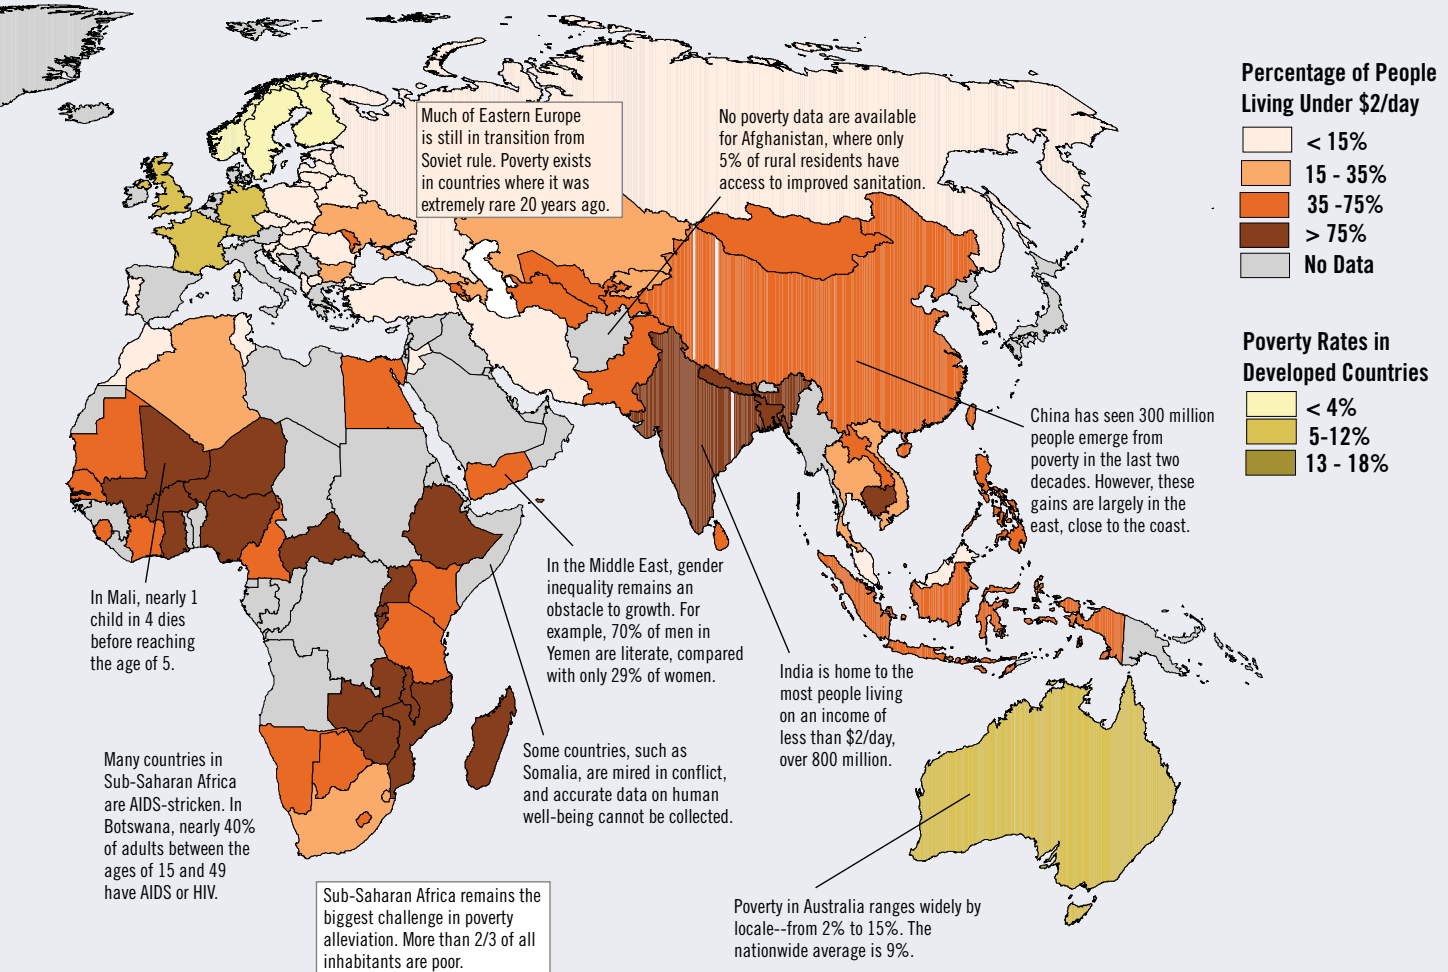 Much of Eastern Europe
is still in transition from
Soviet rule. Poverty exists
in countries where it was
extremely rare 20 years ago.
No poverty data are available
for Afghanistan, where only
5% of rural residents have
access to improved sanitation.
Percentage of People
Living Under $2/day
< 15%
15 - 35%
35 -75%
> 75%
No Data
Poverty Rates in
Developed Countries
< 4%
5-12%
13 - 18%
China has seen 300 million
people emerge from
poverty in the last two
decades. However, these
gains are largely in the
east, close to the coast.
In Mali, nearly 1
child in 4 dies
before reaching
the age of 5.
In the Middle East, gender
inequality remains an
obstacle to growth. For
example, 70% of men in
Yemen are literate, compared
with only 29% of women.
India is home to the
most people living
on an income of
less than $2/day,
over 800 million.
Many countries in
Sub-Saharan Africa
are AIDS-stricken. In
Botswana, nearly 40%
of adults between the
ages of 15 and 49
have AIDS or HIV.
Some countries, such as
Somalia, are mired in conflict,
and accurate data on human
well-being cannot be collected.
Sub-Saharan Africa remains the
biggest challenge in poverty
alleviation. More than 2/3 of all
inhabitants are poor.
Poverty in Australia ranges widely by
locale--from 2% to 15%. The
nationwide average is 9%.